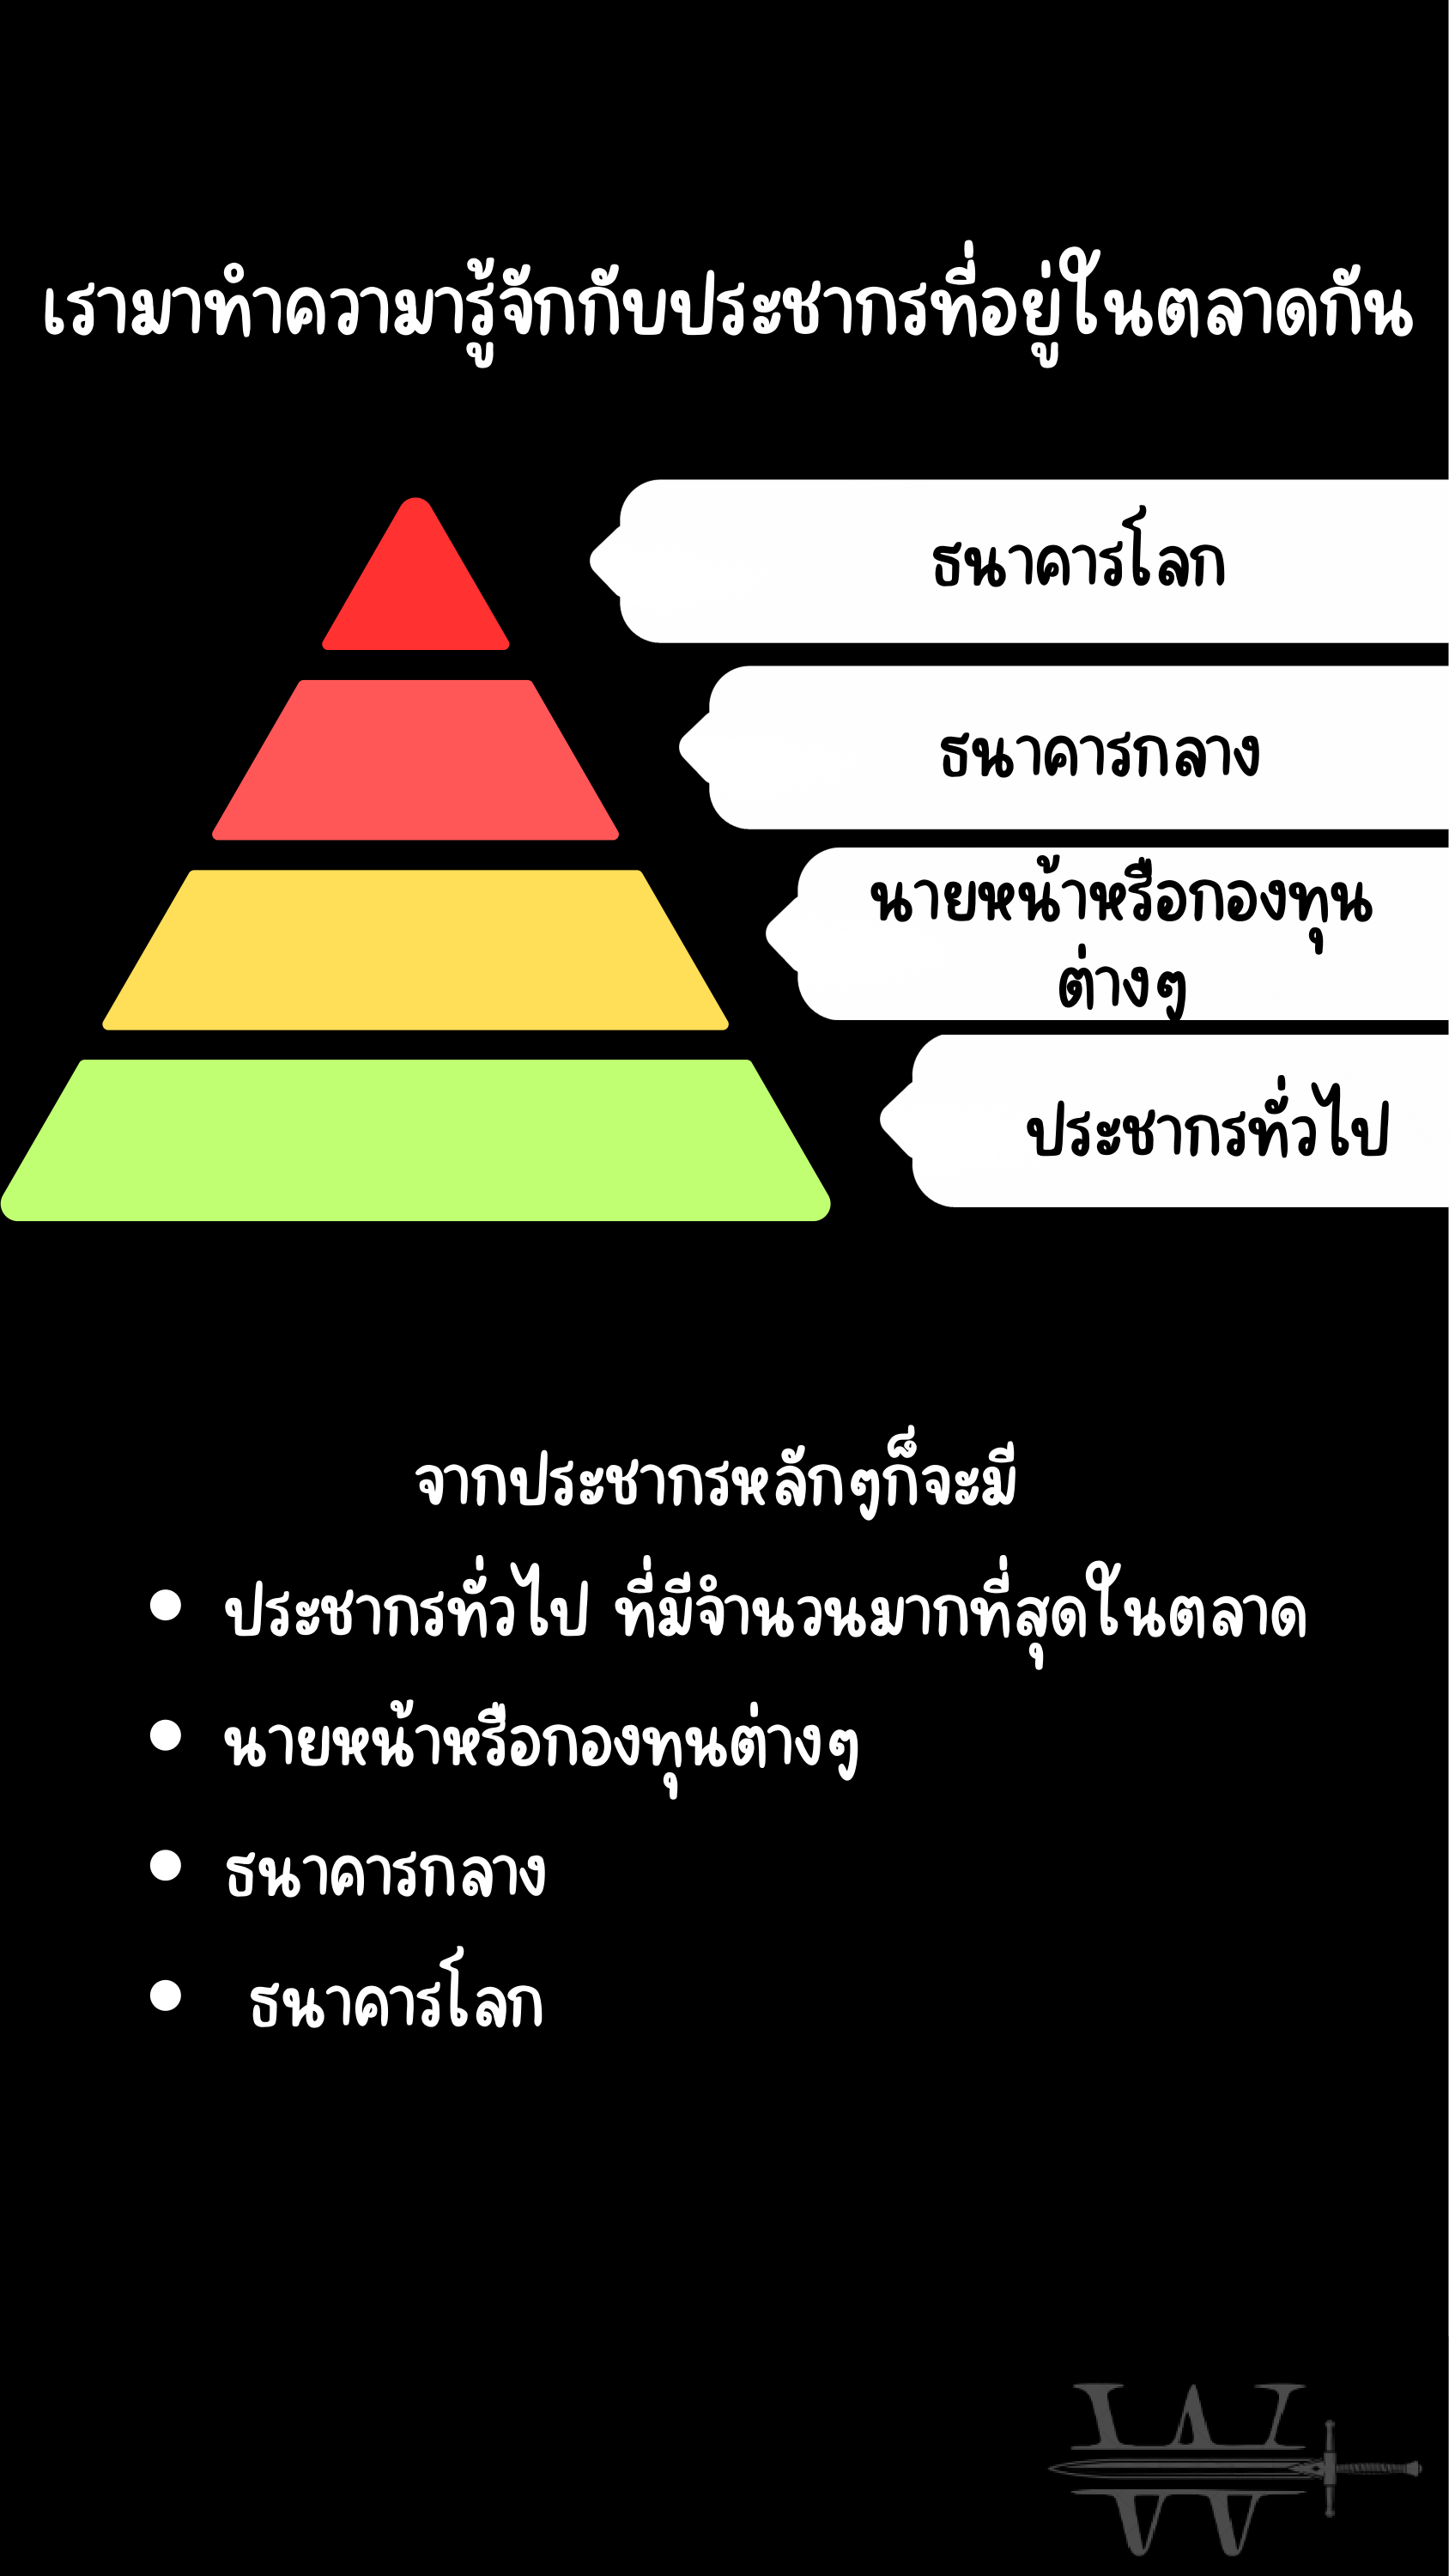 เรามาทำความารู้จักกับประชากรที่อยู่ในตลาดกัน
ธนาคารโลก
ธนาคารกลาง
นายหน้าหรือกองทุน
ต่างๆ
ประชากรทั่วไป
จากประชากรหลักๆก็จะมี
ประชากรทั่วไป ที่มีจำนวนมากที่สุดในตลาด
นายหน้าหรือกองทุนต่างๆ
ธนาคารกลาง
ธนาคารโลก
W